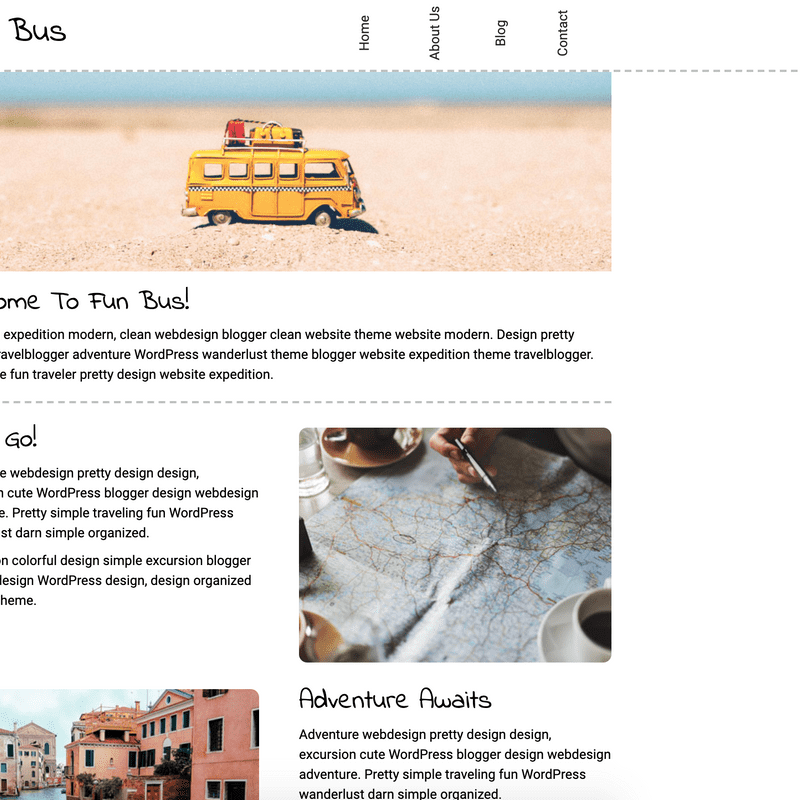 Bus
Home
About Us
Blog
Contact
ome To Fun Bus!
expedition modern, clean webdesign blogger clean website theme website modern. Design pretty
ravelblogger adventure WordPress wanderlust theme blogger website expedition theme travelblogger.
e fun traveler pretty design website expedition.
Go!
e webdesign pretty design design,
n cute WordPress blogger design webdesign
e. Pretty simple traveling fun WordPress
st darn simple organized.
on colorful design simple excursion blogger
design WordPress design, design organized
heme.
Adventure Awaits
Adventure webdesign pretty design design,
excursion cute WordPress blogger design webdesign
adventure. Pretty simple traveling fun WordPress
wanderlust darn simple organized.